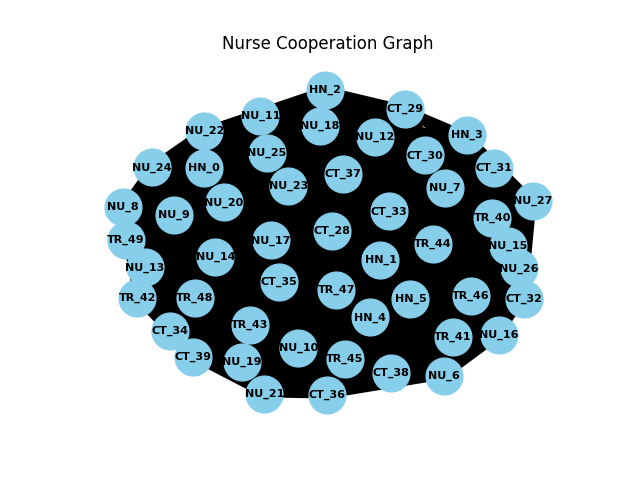 Nurse Cooperation Graph
HN_2
CT_29
NU_11
NU_18
NU_22
HN_3
NU_12
NU_25
CT_30
NU_24
HN_0
CT_31
CT_37
NU_23
NU_7
NU_27
NU_20
NU_8
CT_33
NU_9
TR_40
CT_28
TR_49
NU_17
TR_44
NU_15
NU_14
HN_1
NU_13
NU_26
CT_35
TR_47
TR_46
TR_42
TR_48
HN_5
CT_32
HN_4
TR_43
CT_34
NU_16
TR_41
NU_10
CT_39
TR_45
NU_19
CT_38
NU_6
NU_21
CT_36